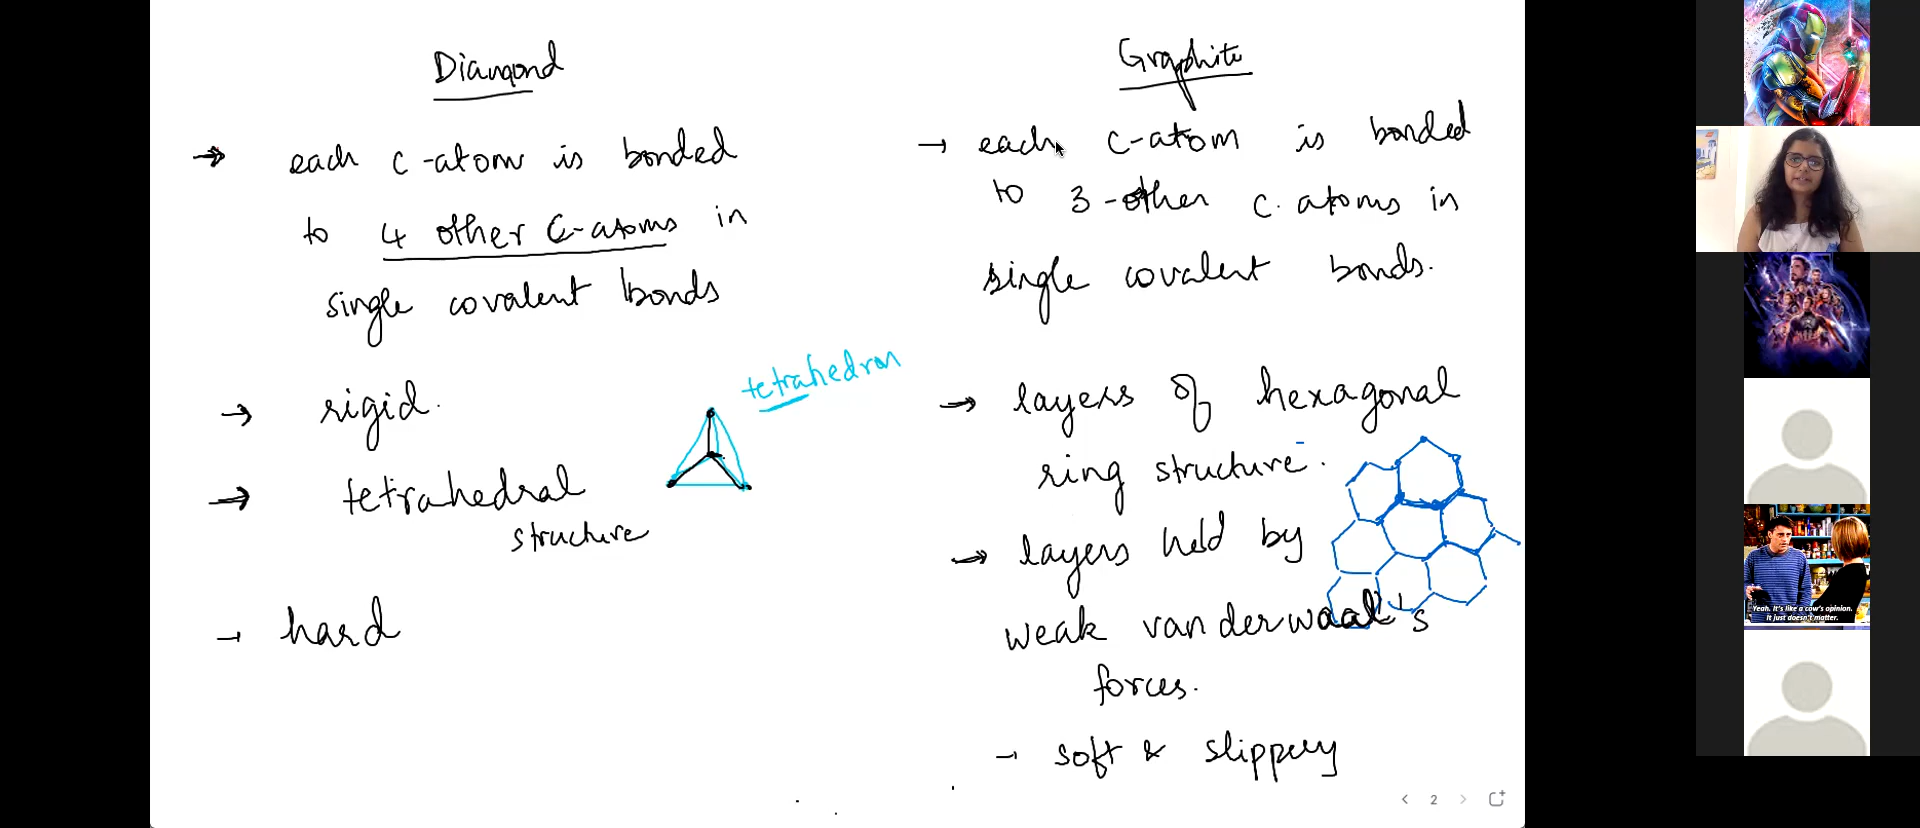 Diamond
→ each c-atom is bonded
to 4 other C-atoms in
single covalent bonds
→ rigid.
→ tetrahedral
structure
tetrahedron
→ hard
Graphite
→ each c-atom is bonded
to 3-other c. atoms in
single covalent bonds.
→ layers of hexagonal
ring structure.
→ layers held by
weak van der waal's
forces.
→ soft & slippery
< 2 >
Yeah. It's like a cow's opinion.
It just doesn't matter.